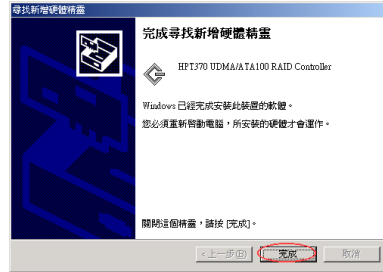 尋找新增硬體精靈
完成尋找新增硬體精靈
HPT370 UDMA/ATA100 RAID Controller
Windows 已經完成安裝此裝置的軟體。
您必須重新啟動電腦，所安裝的硬體才會運作。
關閉這個精靈，請按 [完成]。
<上一步(B)
完成
取消